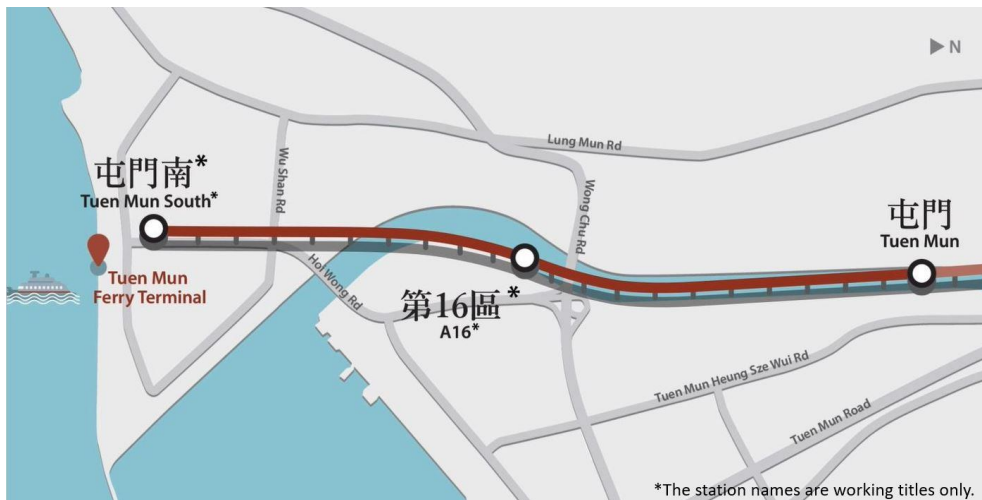 N
Lung Mun Rd
Wu Shan Rd
屯門南*
Tuen Mun South*
Wong Chu Rd
屯門
Tuen Mun
Tuen Mun
Ferry Terminal
Hoi Wong Rd
第16區*
A16*
Tuen Mun Heung Sze Wui Rd
Tuen Mun Road
*The station names are working titles only.